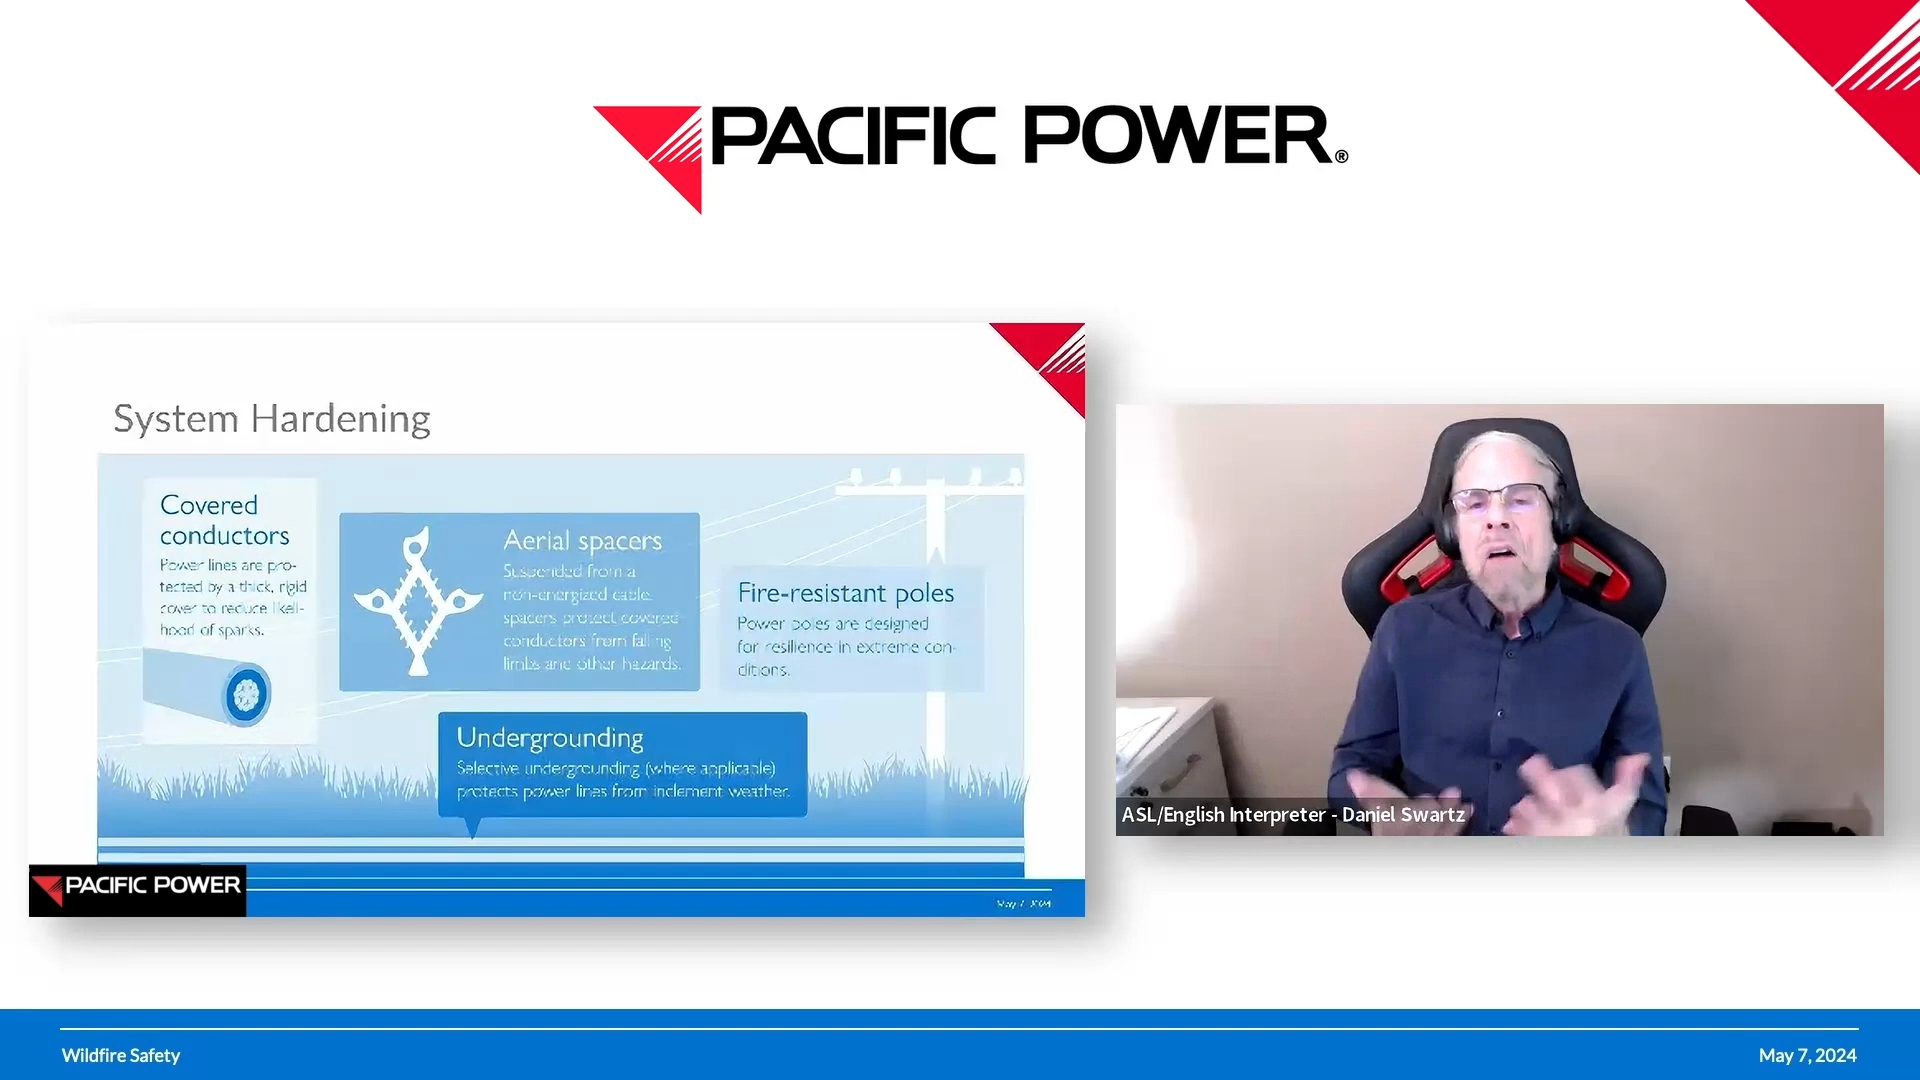 PACIFIC POWER®
System Hardening
Covered
conductors
Power lines are pro-
tected by a thick, rigid
cover to reduce likeli-
hood of sparks.
Aerial spacers
Suspended from a
non-energized cable,
spacers protect covered
conductors from falling
limbs and other hazards.
Fire-resistant poles
Power poles are designed
for resilience in extreme con-
ditions.
Undergrounding
Selective undergrounding (where applicable)
protects power lines from inclement weather.
PACIFIC POWER
May 7, 2024
ASL/English Interpreter - Daniel Swartz
Wildfire Safety
May 7, 2024